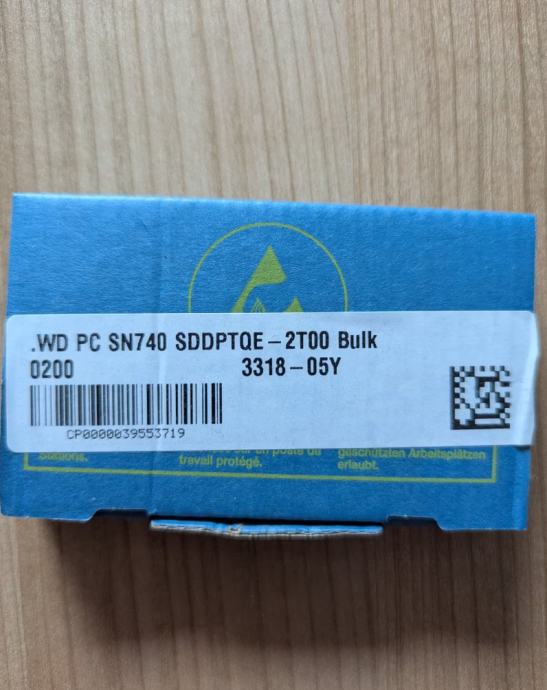 .WD PC SN740 SDDPTQE-2T00 Bulk
0200 3318-05Y
CP0000039553719
travail protégé.
geschützten Arbeitsplätzen
erlaubt.